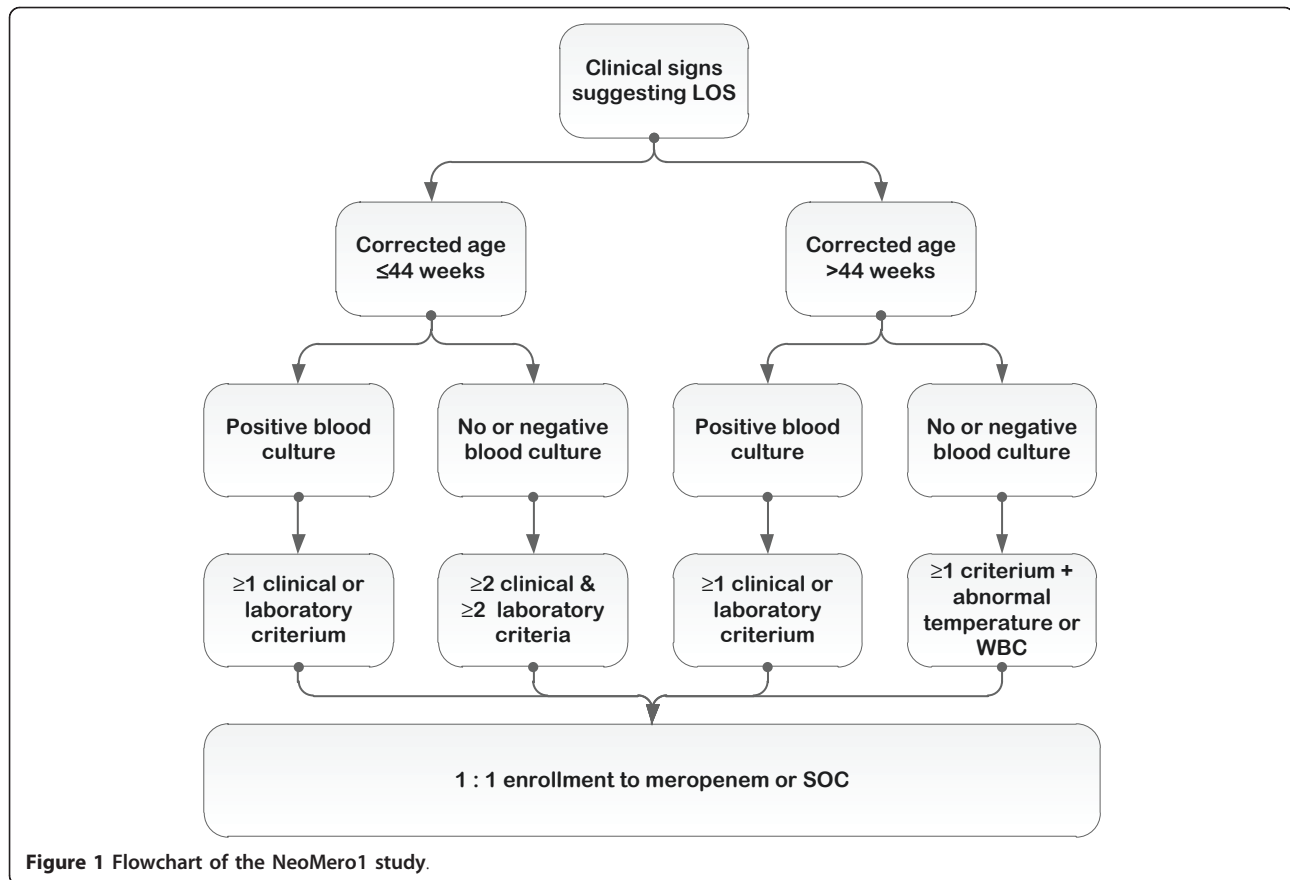 Clinical signs
suggesting LOS
Corrected age
≤44 weeks
Corrected age
>44 weeks
Positive blood
culture
No or negative
blood culture
Positive blood
culture
No or negative
blood culture
≥1 clinical or
laboratory
criterium
≥2 clinical &
≥2 laboratory
criteria
≥1 clinical or
laboratory
criterium
≥1 criterium +
abnormal
temperature or
WBC
1 : 1 enrollment to meropenem or SOC
Figure 1 Flowchart of the NeoMero1 study.